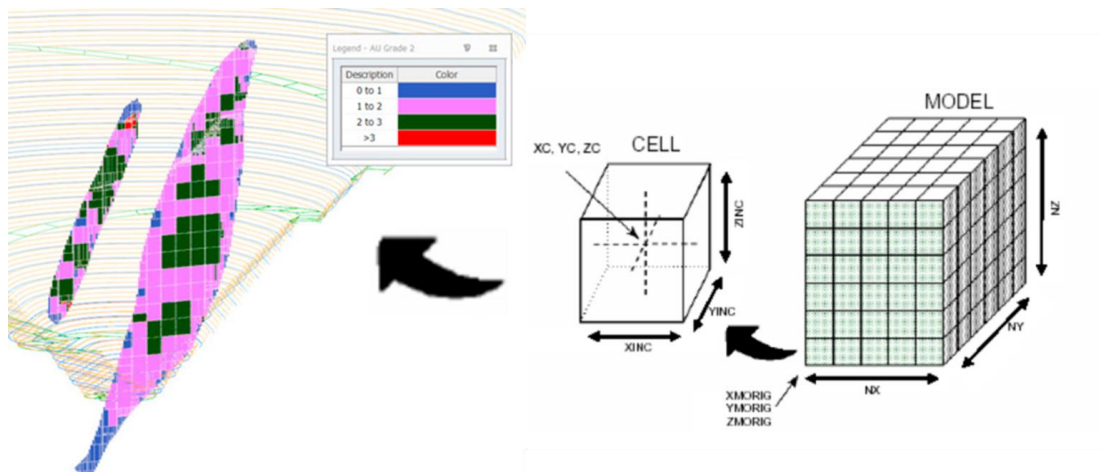 Legend - AU Grade 2
Description Color
0 to 1
1 to 2
2 to 3
>3
CELL
XC, YC, ZC
ZINC
YINC
XINC
MODEL
ZN
NY
NX
XMORIG
YMORIG
ZMORIG